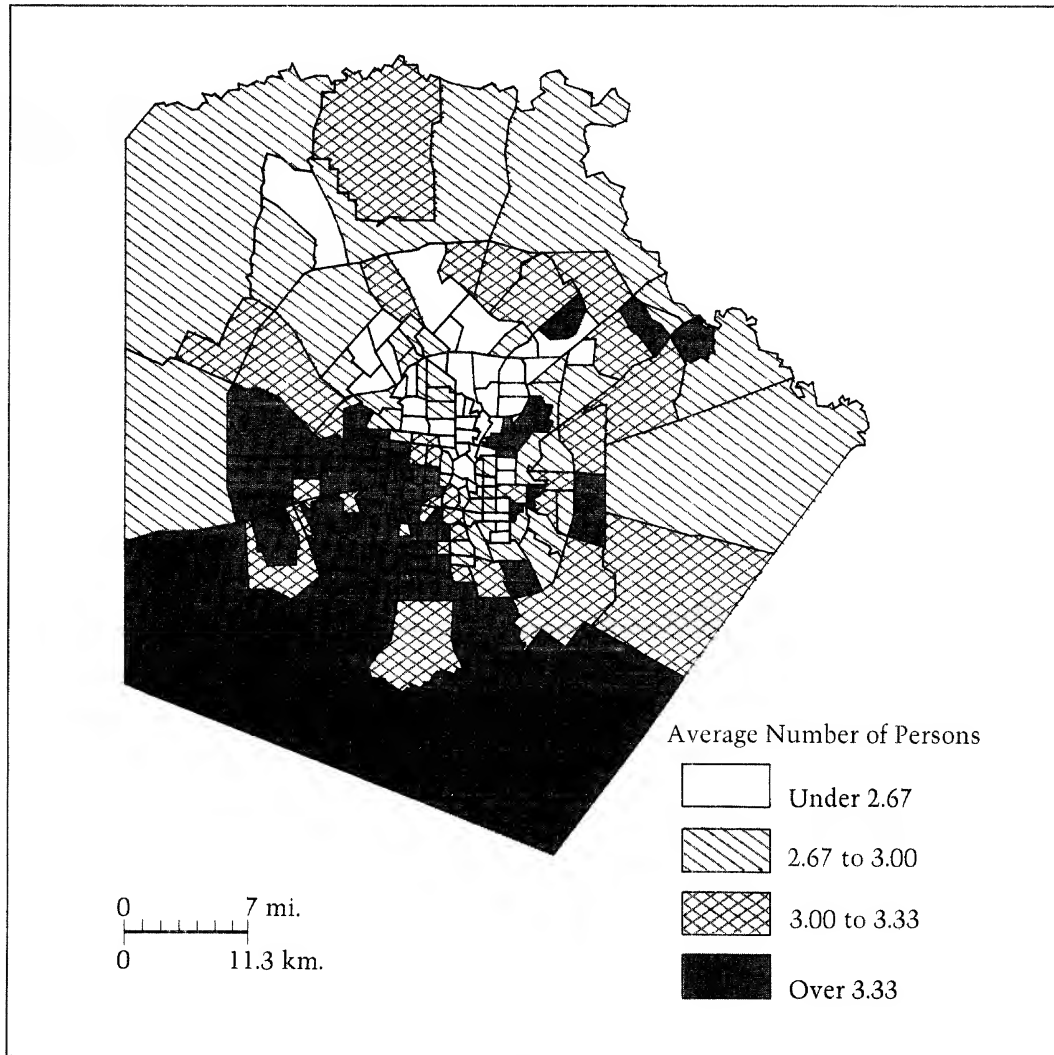 Average Number of Persons
Under 2.67
2.67 to 3.00
3.00 to 3.33
Over 3.33
0 7 mi.
0 11.3 km.